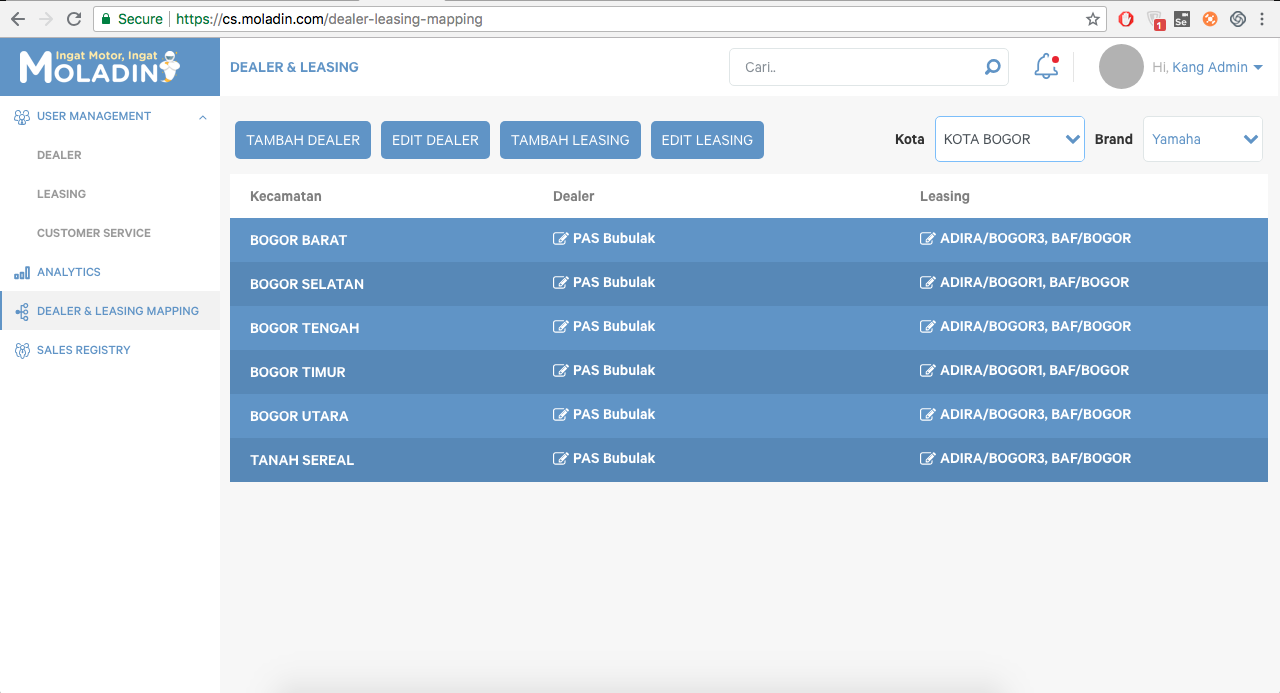 Secure https://cs.moladin.com/dealer-leasing-mapping
1
Se
Ingat Motor, Ingat
MOLADIN
DEALER & LEASING
Cari..
Hi, Kang Admin
USER MANAGEMENT
DEALER
LEASING
CUSTOMER SERVICE
ANALYTICS
DEALER & LEASING MAPPING
SALES REGISTRY
TAMBAH DEALER EDIT DEALER TAMBAH LEASING EDIT LEASING Kota KOTA BOGOR Brand Yamaha
Kecamatan Dealer Leasing
BOGOR BARAT PAS Bubulak ADIRA/BOGOR3, BAF/BOGOR
BOGOR SELATAN PAS Bubulak ADIRA/BOGOR1, BAF/BOGOR
BOGOR TENGAH PAS Bubulak ADIRA/BOGOR3, BAF/BOGOR
BOGOR TIMUR PAS Bubulak ADIRA/BOGOR1, BAF/BOGOR
BOGOR UTARA PAS Bubulak ADIRA/BOGOR3, BAF/BOGOR
TANAH SEREAL PAS Bubulak ADIRA/BOGOR3, BAF/BOGOR